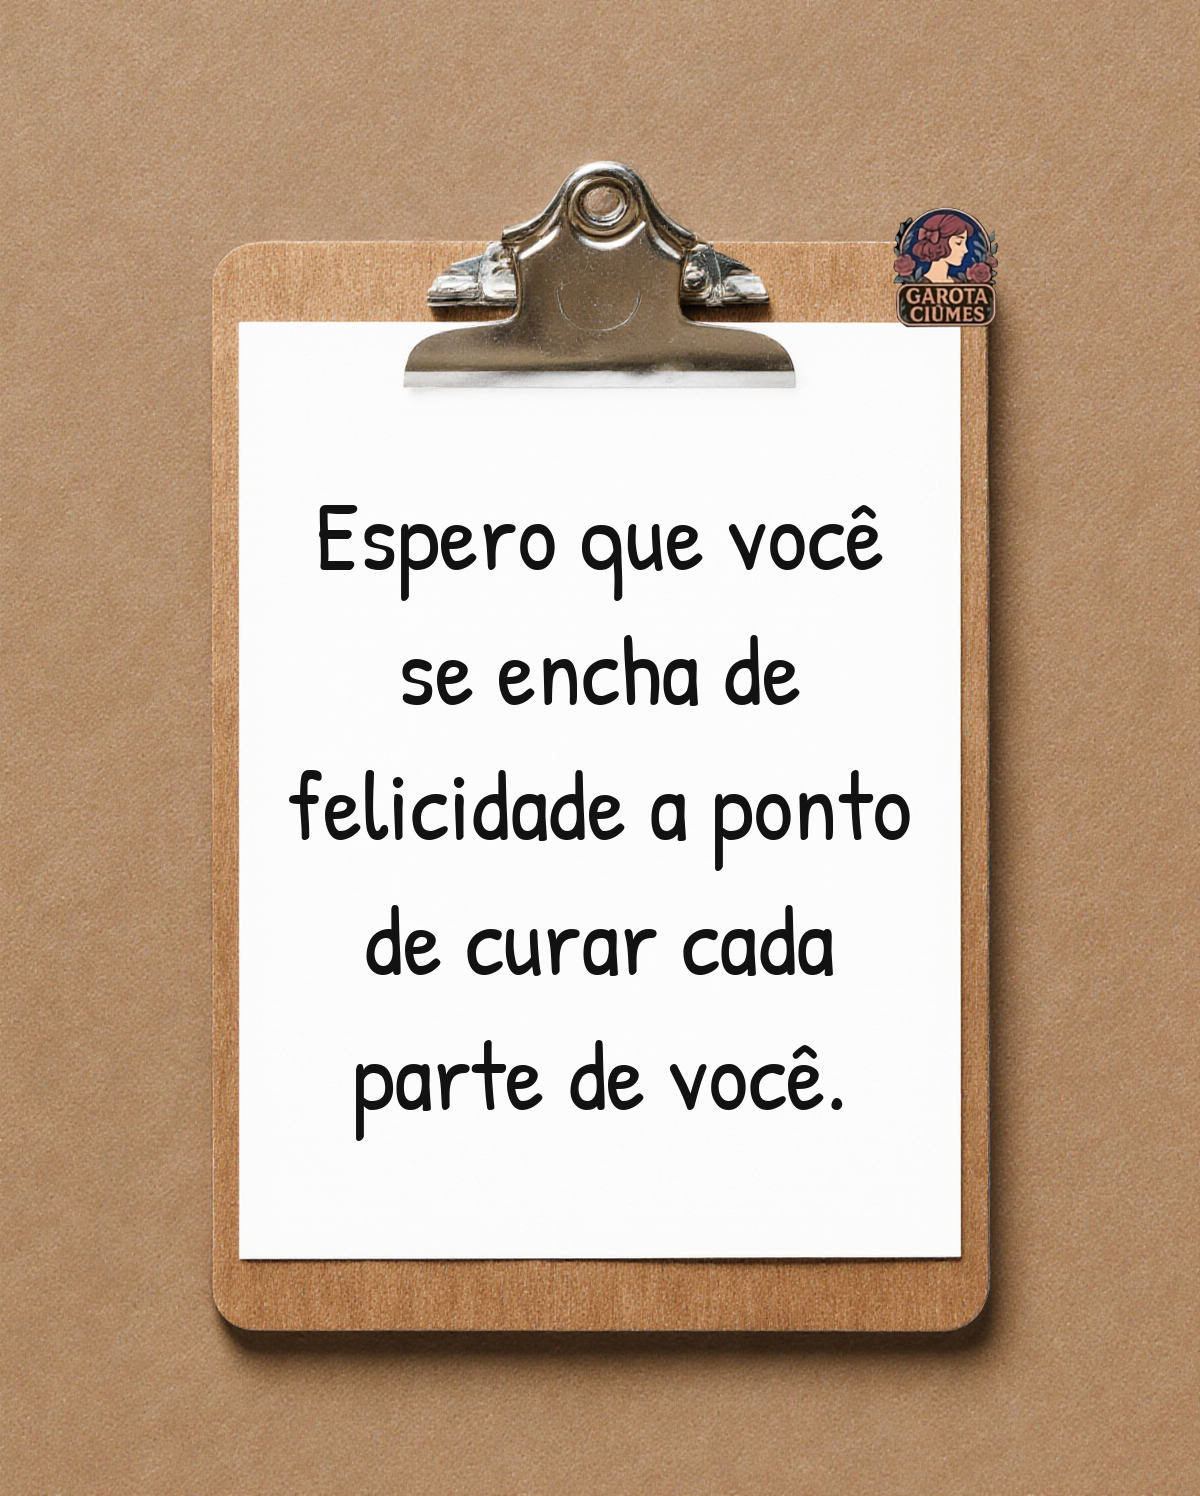 GAROTA
CIÚMES
Espero que você
se encha de
felicidade a ponto
de curar cada
parte de você.